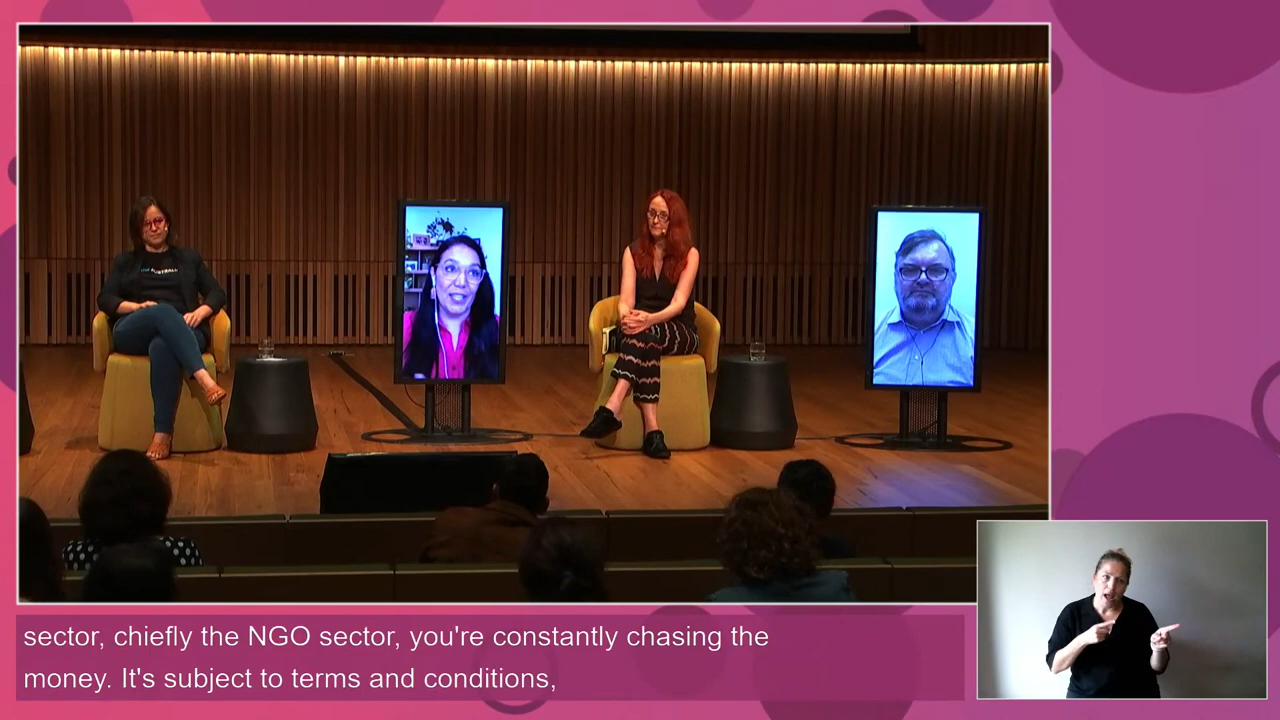 sector, chiefly the NGO sector, you're constantly chasing the
money. It's subject to terms and conditions,